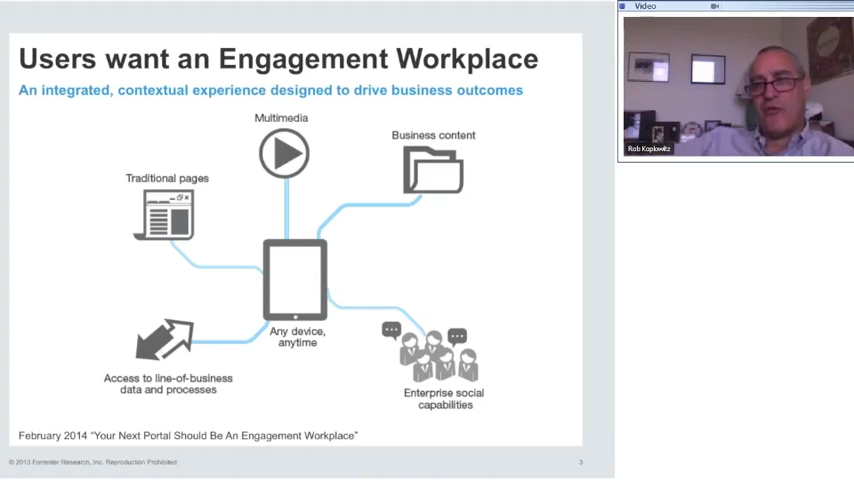 Users want an Engagement Workplace
An integrated, contextual experience designed to drive business outcomes
Multimedia
Business content
Traditional pages
Any device,
anytime
Access to line-of-business
data and processes
Enterprise social
capabilities
February 2014 “Your Next Portal Should Be An Engagement Workplace”
© 2013 Forrester Research, Inc. Reproduction Prohibited
3
Video
Rob Koplowitz